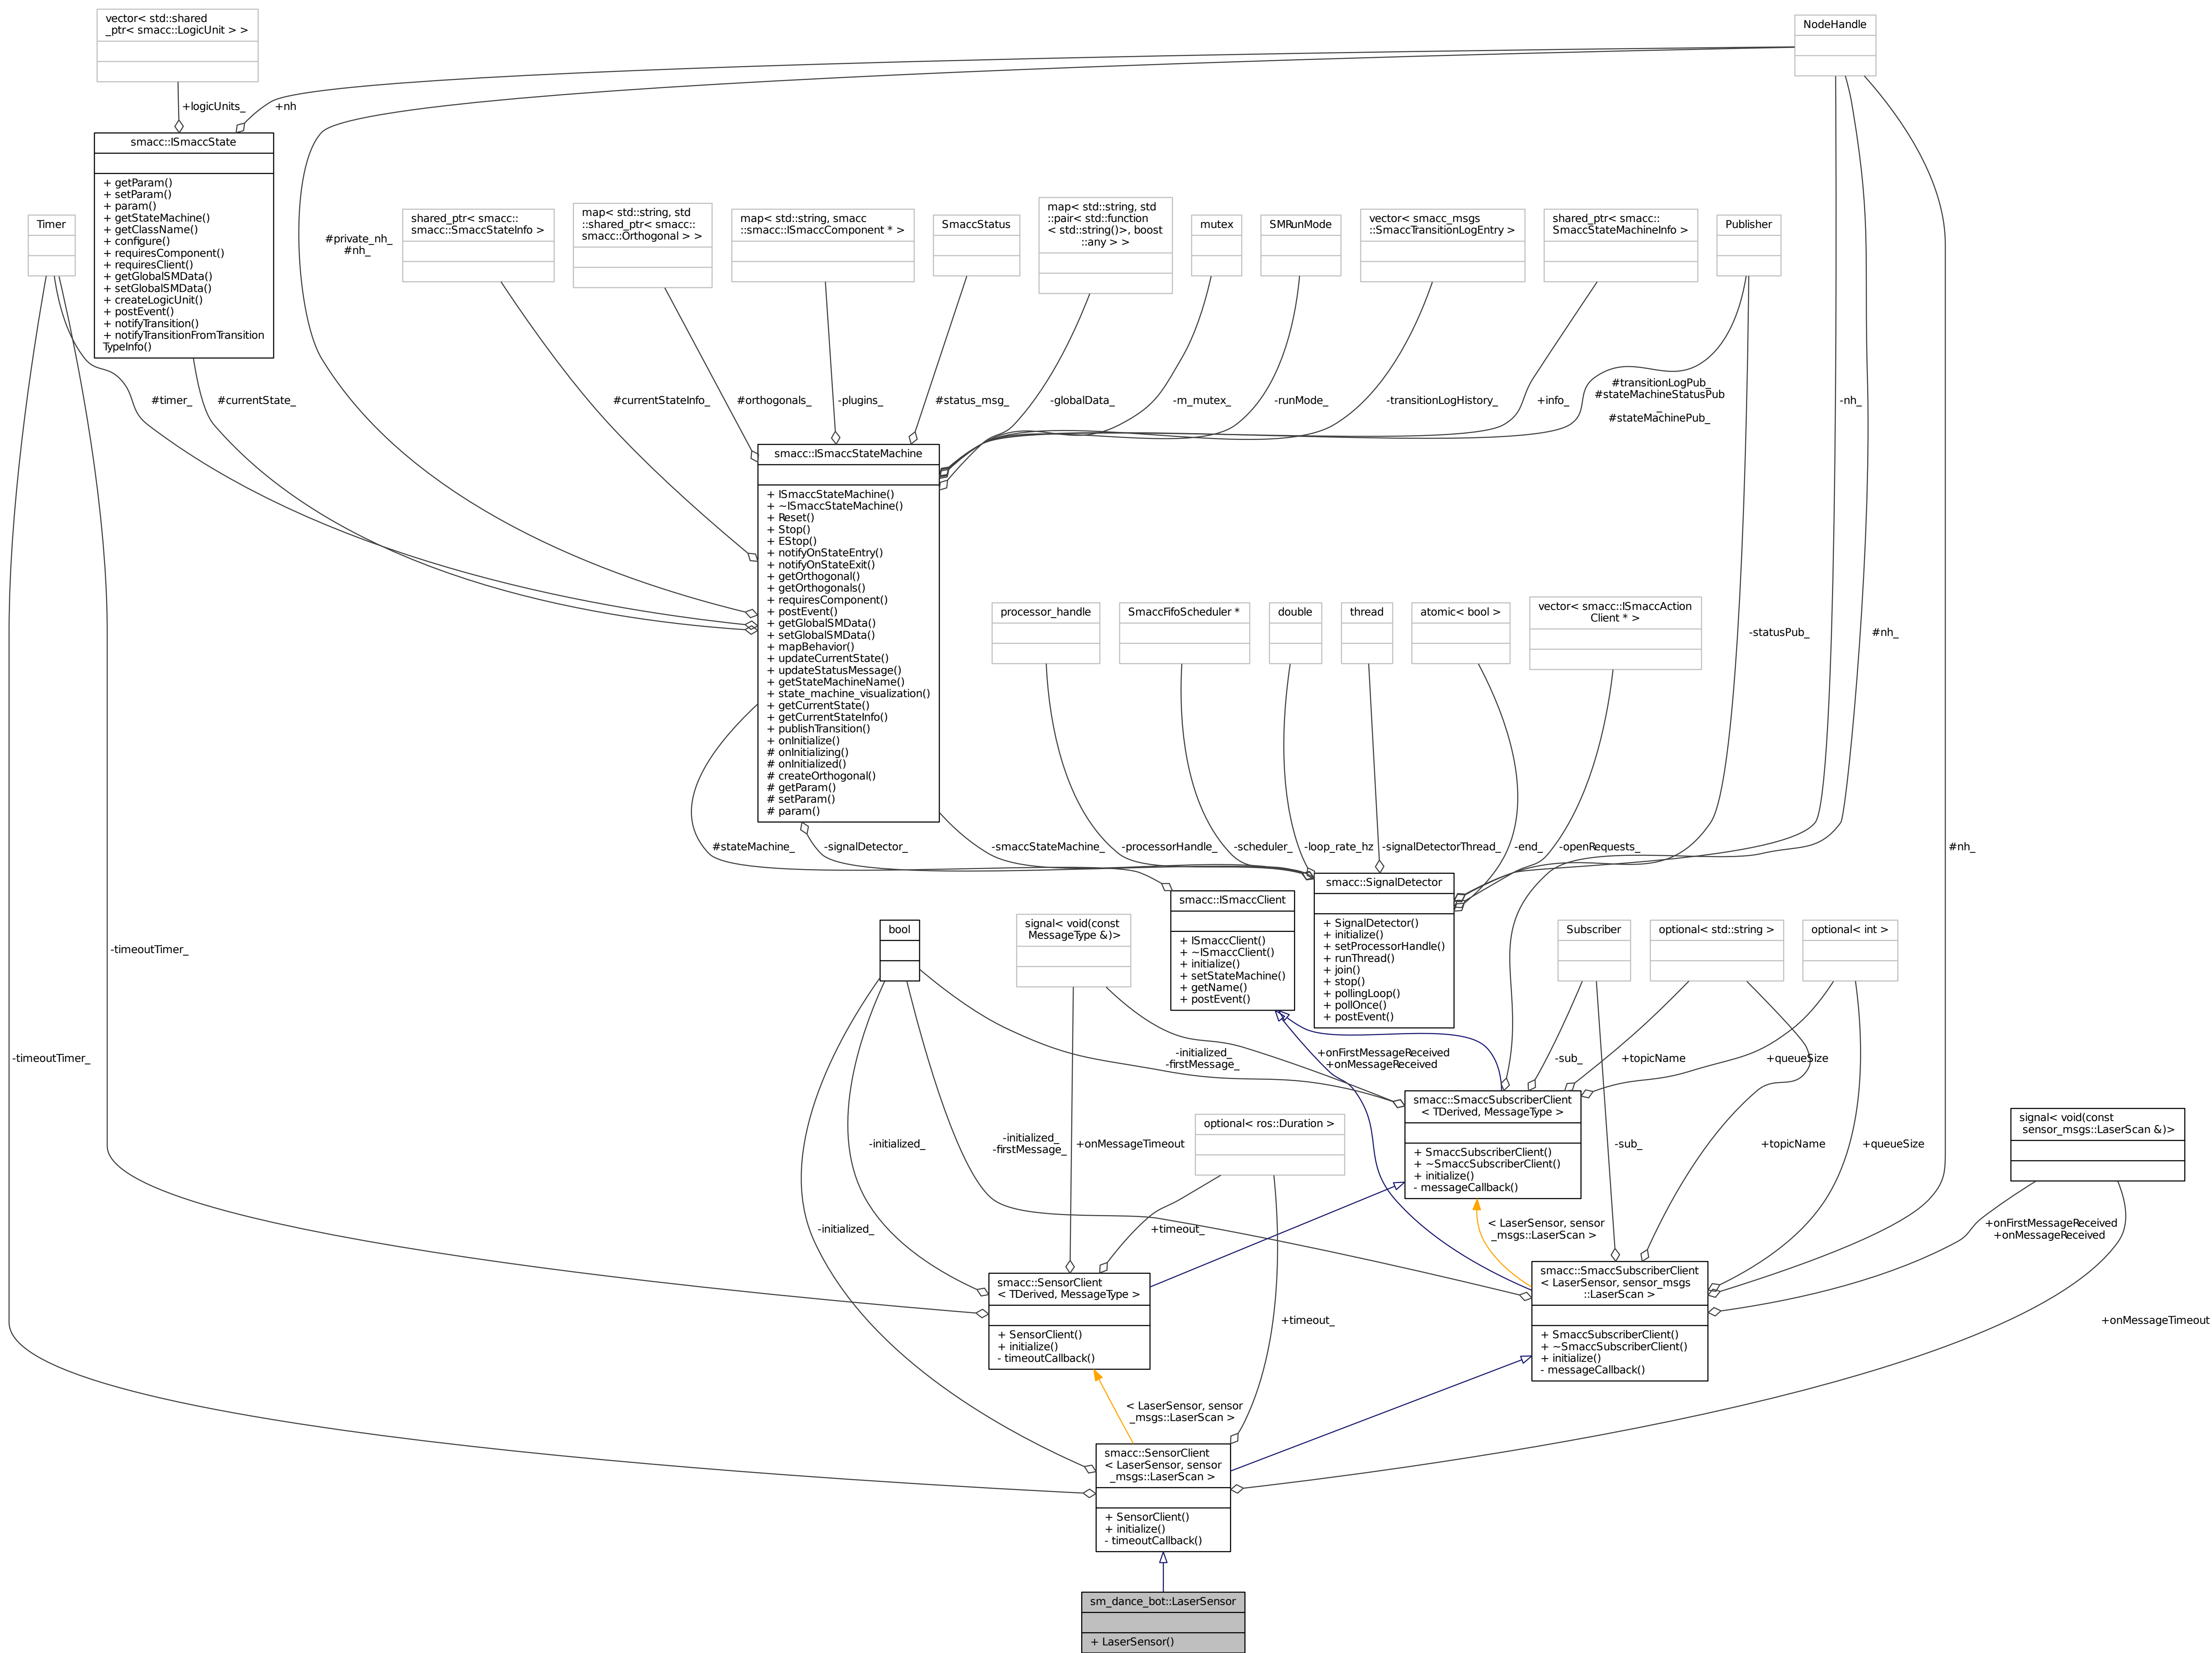 vector< std::shared
_ptr< smacc::LogicUnit > >
NodeHandle
+logicUnits_
+nh
smacc::ISmaccState
+ getParam()
+ setParam()
+ param()
+ getStateMachine()
+ getClassName()
+ configure()
+ requiresComponent()
+ requiresClient()
+ getGlobalSMData()
+ setGlobalSMData()
+ createLogicUnit()
+ postEvent()
+ notifyTransition()
+ notifyTransitionFromTransition
TypeInfo()
Timer
#private_nh_
#nh_
shared_ptr< smacc::
smacc::SmaccStateInfo >
map< std::string, std
::shared_ptr< smacc::
smacc::Orthogonal > >
map< std::string, smacc
::smacc::ISmaccComponent * >
SmaccStatus
map< std::string, std
::pair< std::function
< std::string()>, boost
::any > >
mutex
SMRunMode
vector< smacc_msgs
::SmaccTransitionLogEntry >
shared_ptr< smacc::
SmaccStateMachineInfo >
Publisher
#timer_
#currentState_
#currentStateInfo_
#orthogonals_
-plugins_
#status_msg_
-globalData_
-m_mutex_
-runMode_
-transitionLogHistory_
+info_
#transitionLogPub_
#stateMachineStatusPub
_
#stateMachinePub_
-nh_
smacc::ISmaccStateMachine
+ ISmaccStateMachine()
+ ~ISmaccStateMachine()
+ Reset()
+ Stop()
+ EStop()
+ notifyOnStateEntry()
+ notifyOnStateExit()
+ getOrthogonal()
+ getOrthogonals()
+ requiresComponent()
+ postEvent()
+ getGlobalSMData()
+ setGlobalSMData()
+ mapBehavior()
+ updateCurrentState()
+ updateStatusMessage()
+ getStateMachineName()
+ state_machine_visualization()
+ getCurrentState()
+ getCurrentStateInfo()
+ publishTransition()
+ onInitialize()
# onInitializing()
# onInitialized()
# createOrthogonal()
# getParam()
# setParam()
# param()
processor_handle
SmaccFifoScheduler *
double
thread
atomic< bool >
vector< smacc::ISmaccAction
Client * >
-statusPub_
#nh_
#stateMachine_
-signalDetector_
-smaccStateMachine_
-processorHandle_
-scheduler_
-loop_rate_hz
-signalDetectorThread_
-end_
-openRequests_
#nh_
smacc::ISmaccClient
+ ISmaccClient()
+ ~ISmaccClient()
+ initialize()
+ setStateMachine()
+ getName()
+ postEvent()
smacc::SignalDetector
+ SignalDetector()
+ initialize()
+ setProcessorHandle()
+ runThread()
+ join()
+ stop()
+ pollingLoop()
+ pollOnce()
+ postEvent()
bool
signal< void(const
MessageType &)>
Subscriber
optional< std::string >
optional< int >
-timeoutTimer_
-timeoutTimer_
-initialized_
-firstMessage_
+onFirstMessageReceived
+onMessageReceived
-sub_
+topicName
+queueSize
smacc::SmaccSubscriberClient
< TDerived, MessageType >
+ SmaccSubscriberClient()
+ ~SmaccSubscriberClient()
+ initialize()
- messageCallback()
optional< ros::Duration >
signal< void(const
sensor_msgs::LaserScan &)>
-initialized_
-initialized_
-firstMessage_
+onMessageTimeout
-sub_
+topicName
+queueSize
-initialized_
+timeout_
< LaserSensor, sensor
_msgs::LaserScan >
+onFirstMessageReceived
+onMessageReceived
smacc::SensorClient
< TDerived, MessageType >
+ SensorClient()
+ initialize()
- timeoutCallback()
+timeout_
smacc::SmaccSubscriberClient
< LaserSensor, sensor_msgs
::LaserScan >
+ SmaccSubscriberClient()
+ ~SmaccSubscriberClient()
+ initialize()
- messageCallback()
+onMessageTimeout
< LaserSensor, sensor
_msgs::LaserScan >
smacc::SensorClient
< LaserSensor, sensor
_msgs::LaserScan >
+ SensorClient()
+ initialize()
- timeoutCallback()
sm_dance_bot::LaserSensor
+ LaserSensor()